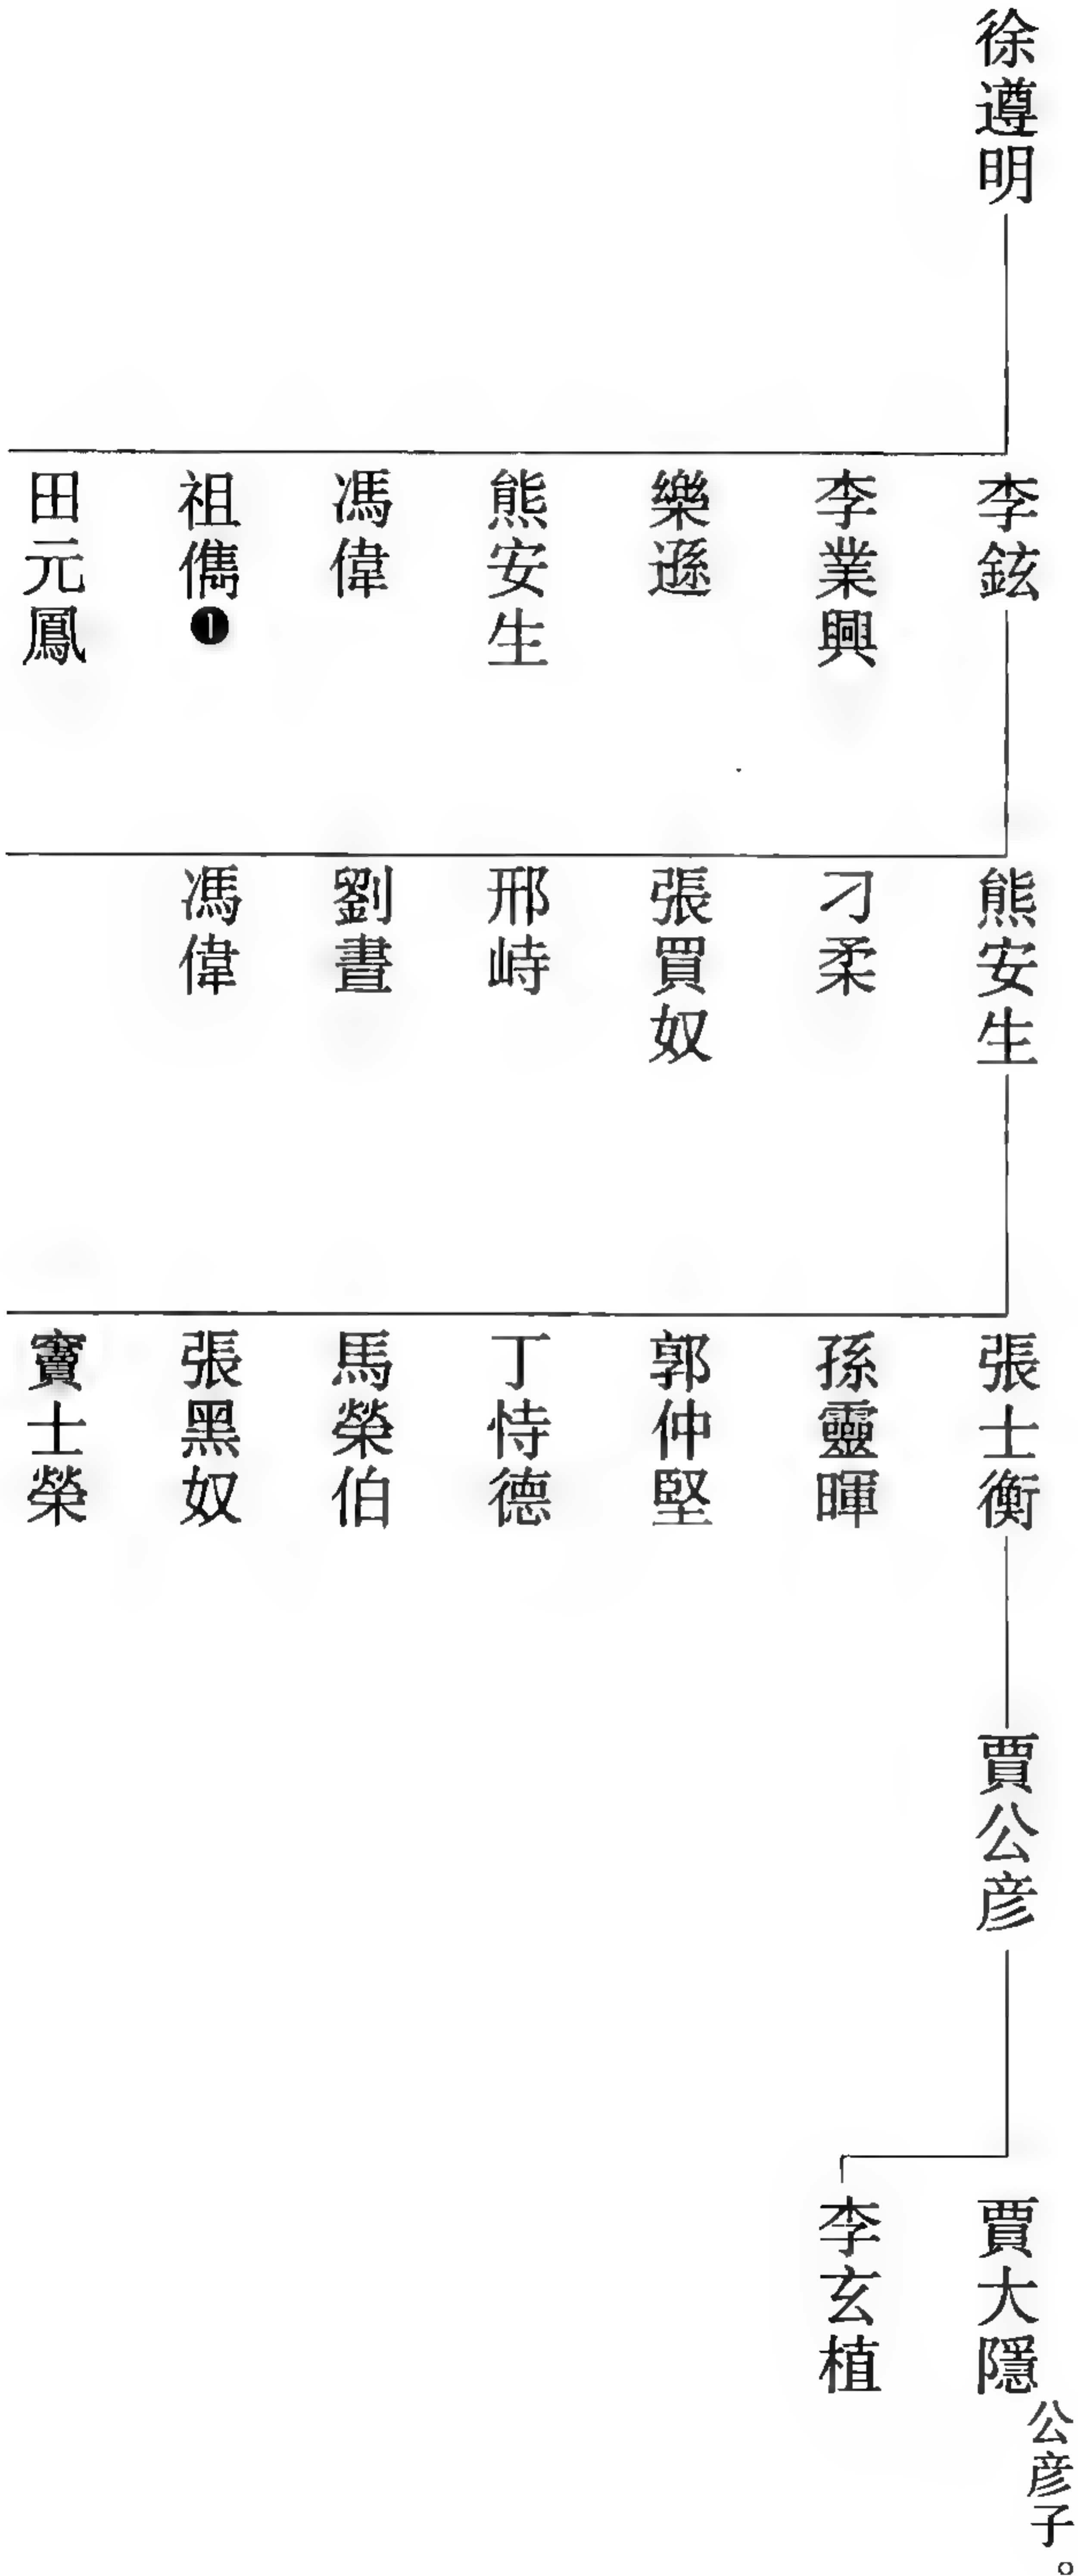 徐遵明
李鉉
李業興
樂遜
熊安生
馮偉
祖儁❶
田元鳳
熊安生
刁柔
張買奴
邢峙
劉晝
馮偉
張士衡
孫靈暉
郭仲堅
丁恃德
馬榮伯
張黑奴
竇士榮
賈公彦
賈大隱公彦子。
李玄植